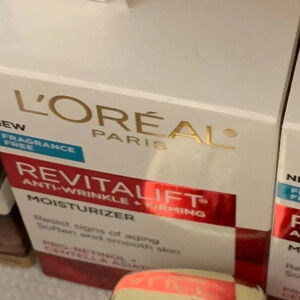 L'ORÉAL®
PARIS
NEW
FRAGRANCE
FREE
REVITALIFT®
ANTI-WRINKLE + FIRMING
MOISTURIZER
Resist signs of aging
Soften and smooth skin
PRO-RETINOL +
CENTELLA ASIAT